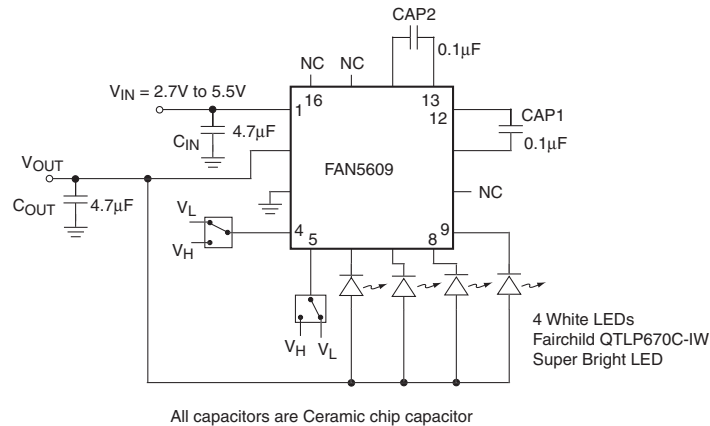 CAP2
0.1µF
NC NC
VIN = 2.7V to 5.5V
16 13
1 12
CAP1
CIN 4.7µF
0.1µF
VOUT
FAN5609
COUT 4.7µF
NC
VL
VH
4 9
5 8
VH VL
4 White LEDs
Fairchild QTLP670C-IW
Super Bright LED
All capacitors are Ceramic chip capacitor